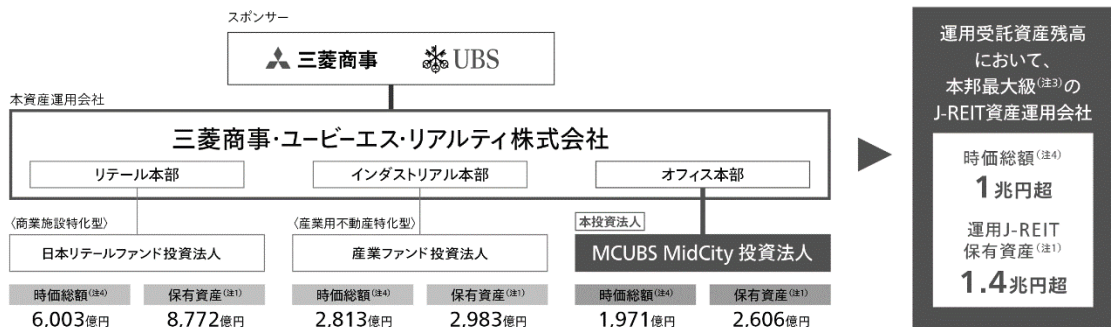 スポンサー
三菱商事 UBS
本資産運用会社
三菱商事・ユービーエス・リアルティ株式会社
リテール本部
インダストリアル本部
オフィス本部
〈商業施設特化型〉
日本リテールファンド投資法人
時価総額(注4) 保有資産(注1)
6,003億円 8,772億円
〈産業用不動産特化型〉
産業ファンド投資法人
時価総額(注4) 保有資産(注1)
2,813億円 2,983億円
本投資法人
MCUBS MidCity 投資法人
時価総額(注4) 保有資産(注1)
1,971億円 2,606億円
運用受託資産残高
において、
本邦最大級(注3)の
J-REIT資産運用会社
時価総額(注4)
1兆円超
運用J-REIT
保有資産(注1)
1.4兆円超